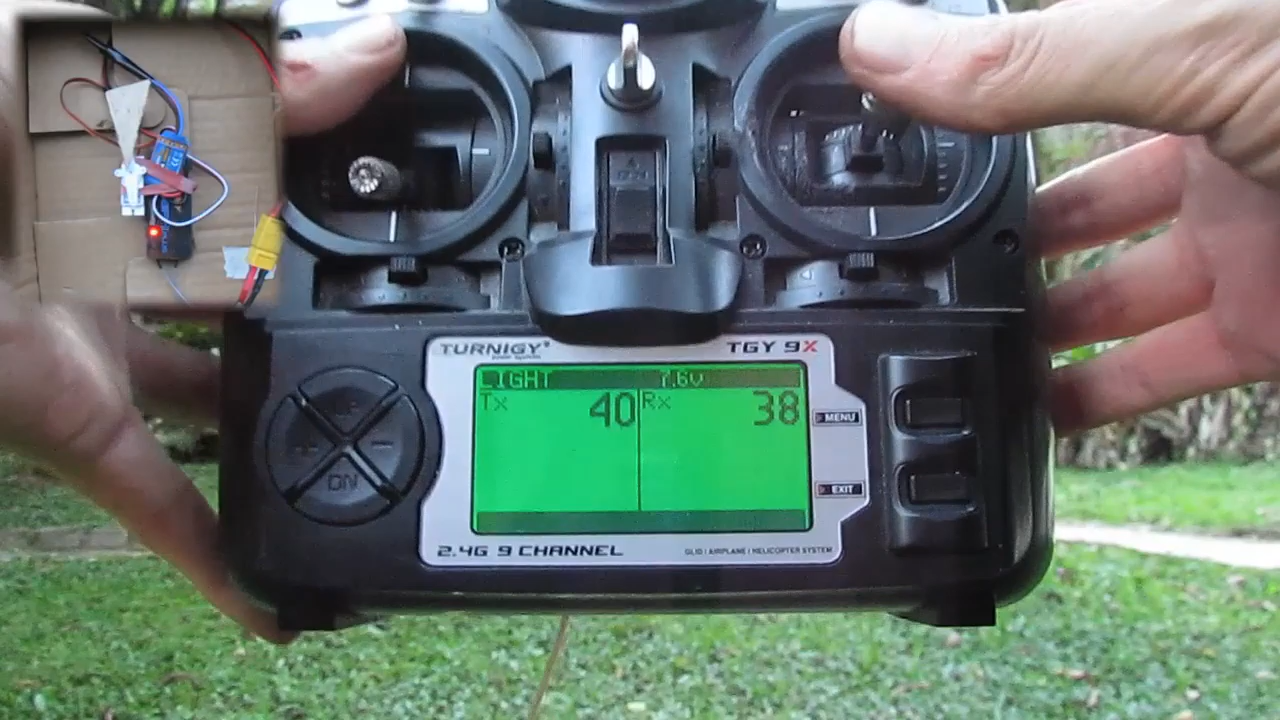 TURNIGY
TGY 9X
LIGHT 7.6v
Tx 40 Rx 38
MENU
UP
DN
EXIT
2.4G 9 CHANNEL
GLID | AIRPLANE | HELICOPTER SYSTEM